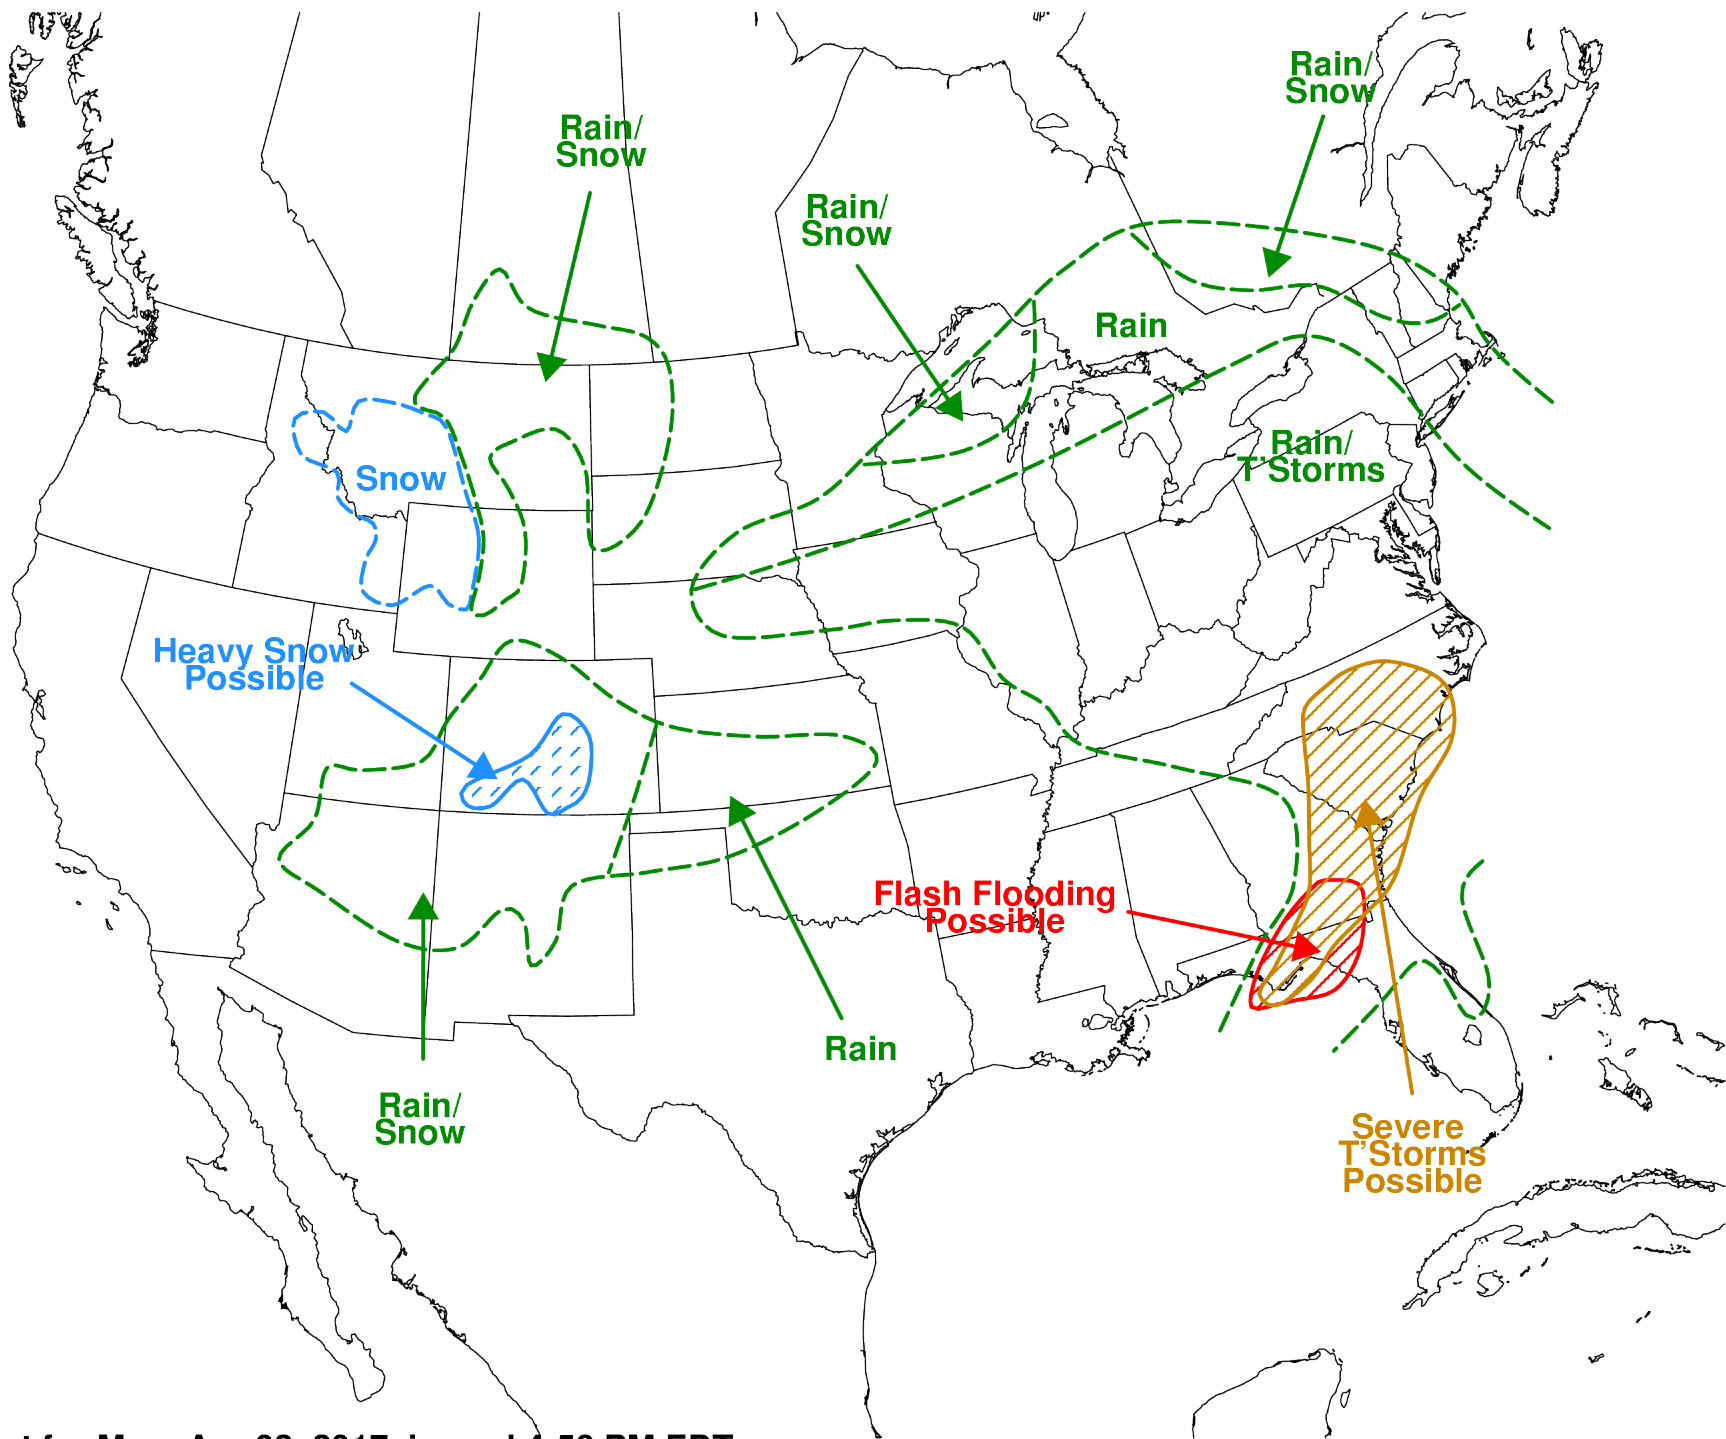 Rain/
Snow
Rain/
Snow
Rain/
Snow
Rain
Rain/
T'Storms
Snow
Heavy Snow
Possible
Flash Flooding
Possible
Rain
Rain/
Snow
Severe
T'Storms
Possible